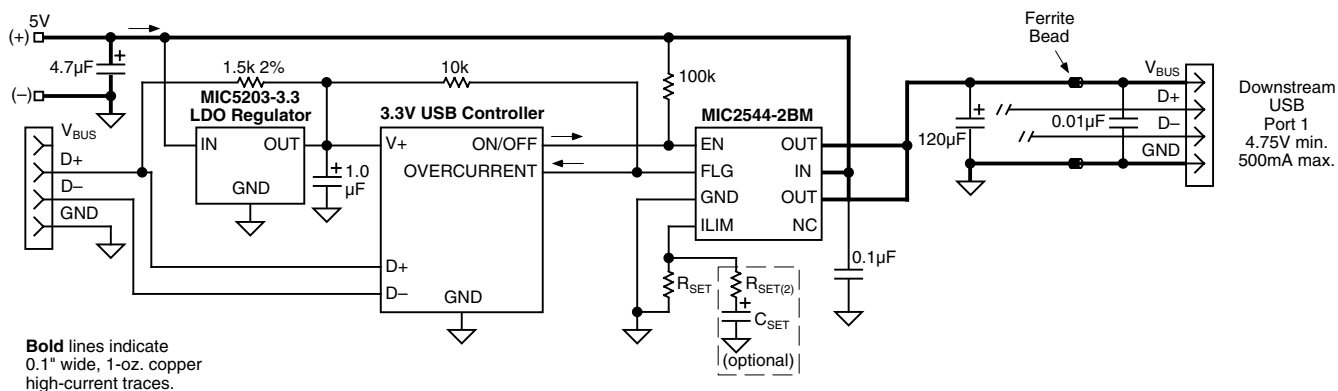 5V
(+)
4.7µF
+
(–)
1.5k 2%
10k
100k
MIC5203-3.3
LDO Regulator
IN
OUT
GND
1.0
µF
+
3.3V USB Controller
V+
ON/OFF
OVERCURRENT
D+
D–
GND
MIC2544-2BM
EN
FLG
GND
ILIM
OUT
IN
OUT
NC
VBUS
D+
D–
GND
RSET
RSET(2)
+
CSET
(optional)
0.1µF
Ferrite
Bead
+
120µF
0.01µF
VBUS
D+
D–
GND
Downstream
USB
Port 1
4.75V min.
500mA max.
Bold lines indicate
0.1" wide, 1-oz. copper
high-current traces.